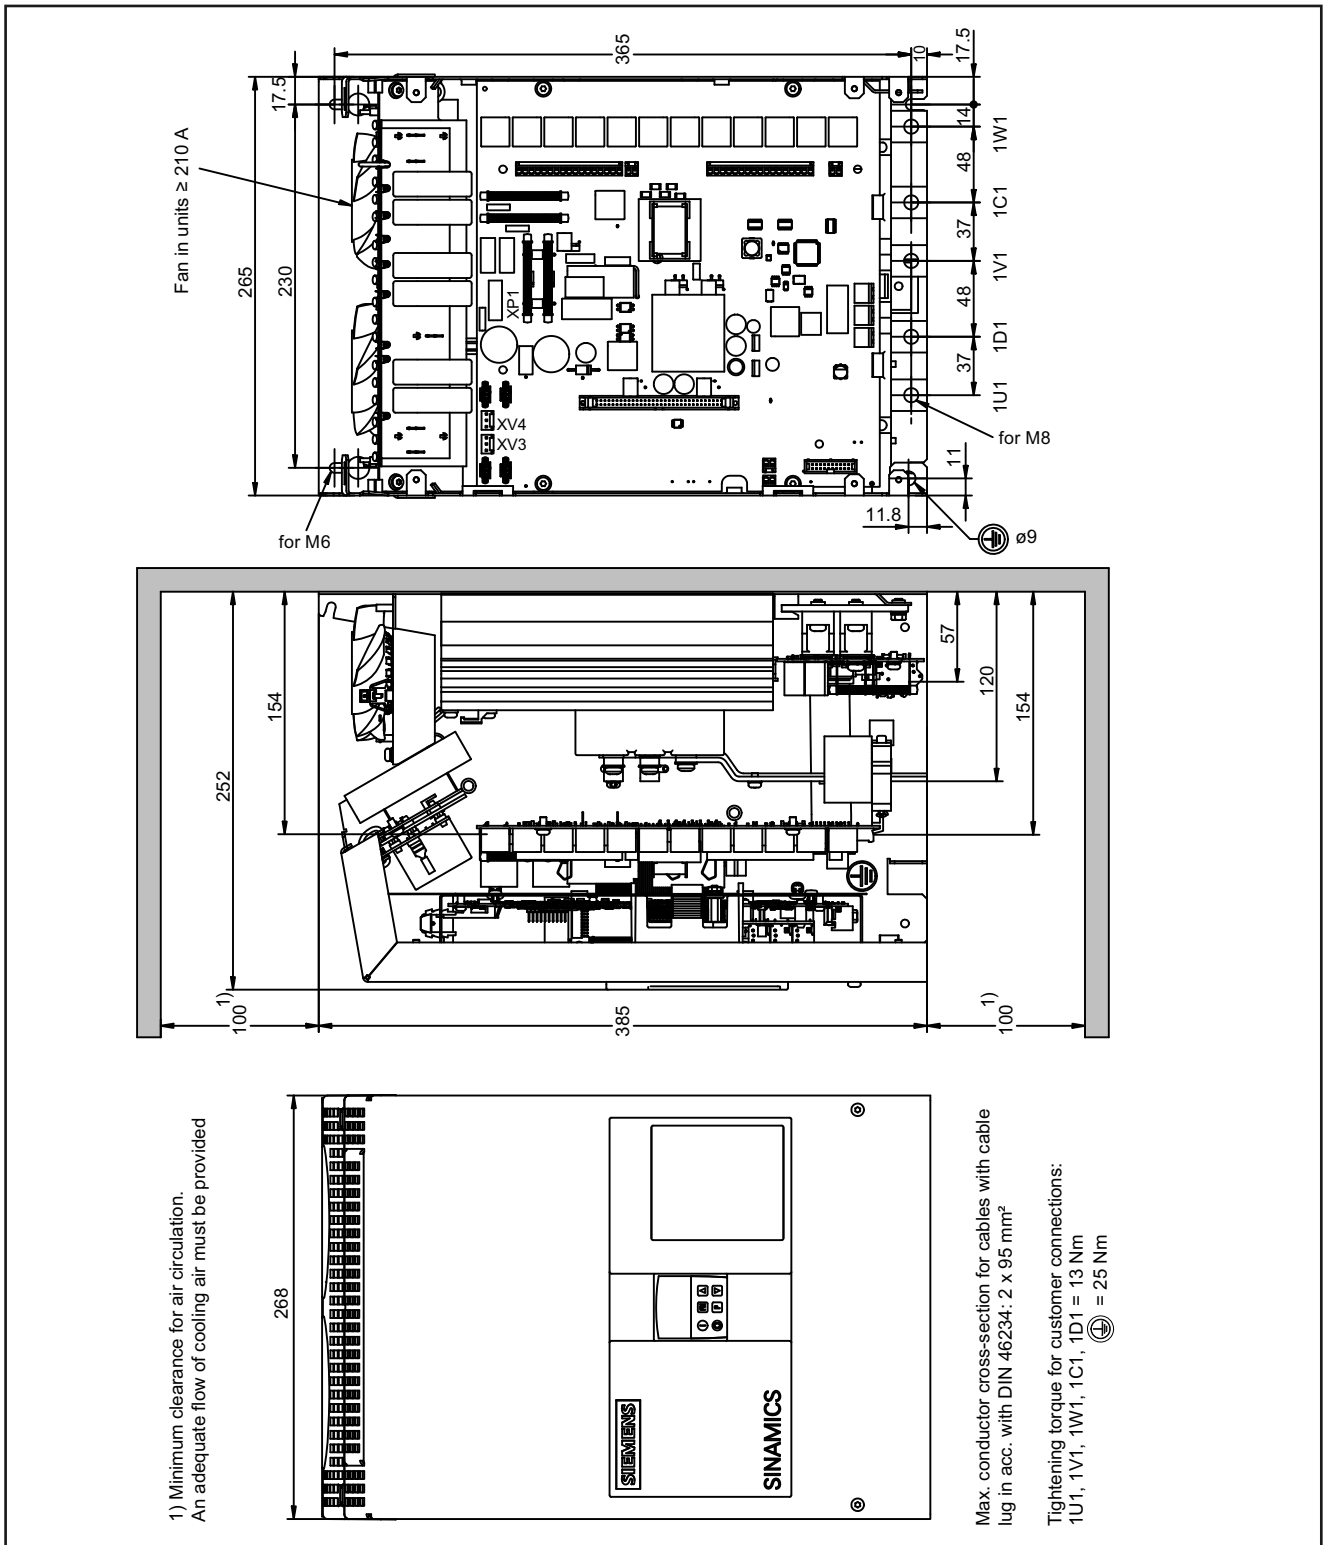 365
10
17.5
17.5
Fan in units ≥ 210 A
265
230
14
1W1
48
1C1
37
1V1
48
1D1
37
1U1
XP1
XV4
XV3
for M8
11
11.8
ø9
for M6
57
120
154
154
252
100 1)
385
100 1)
1) Minimum clearance for air circulation.
An adequate flow of cooling air must be provided
268
SIEMENS
SINAMICS
Max. conductor cross-section for cables with cable
lug in acc. with DIN 46234: 2 x 95 mm²
Tightening torque for customer connections:
1U1, 1V1, 1W1, 1C1, 1D1 = 13 Nm
= 25 Nm